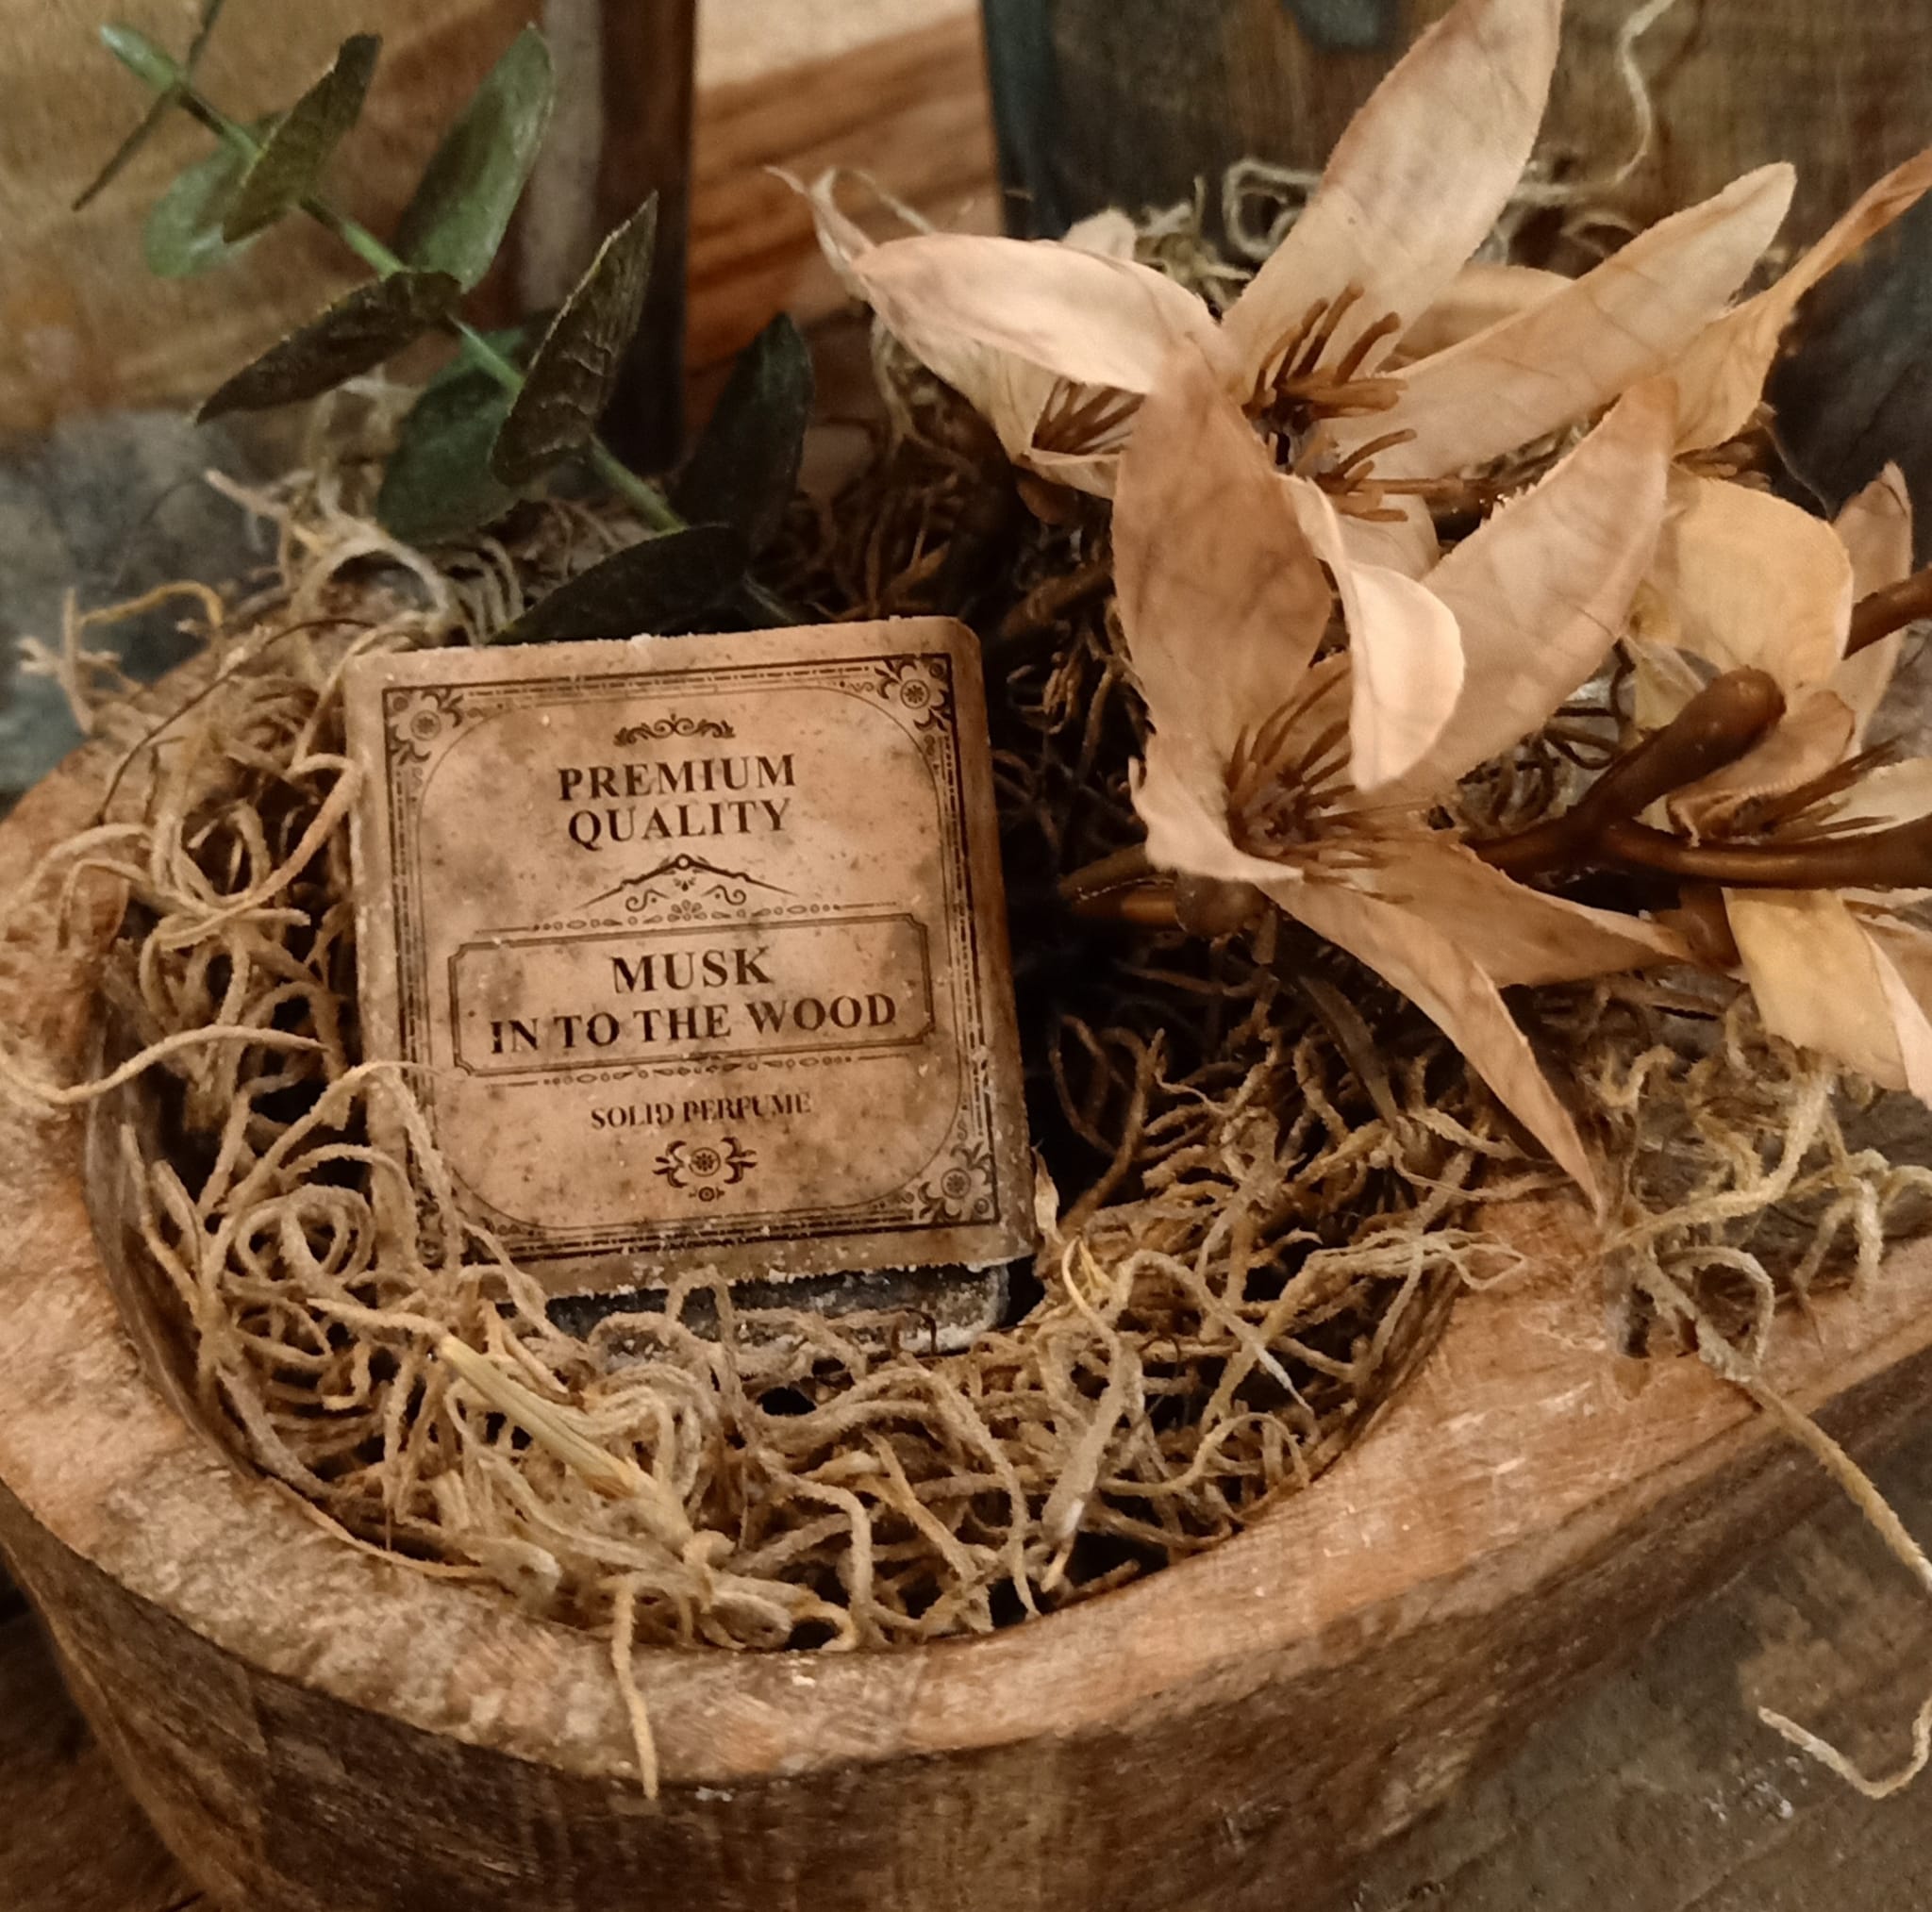 PREMIUM
QUALITY
MUSK
IN TO THE WOOD
SOLID PERFUME